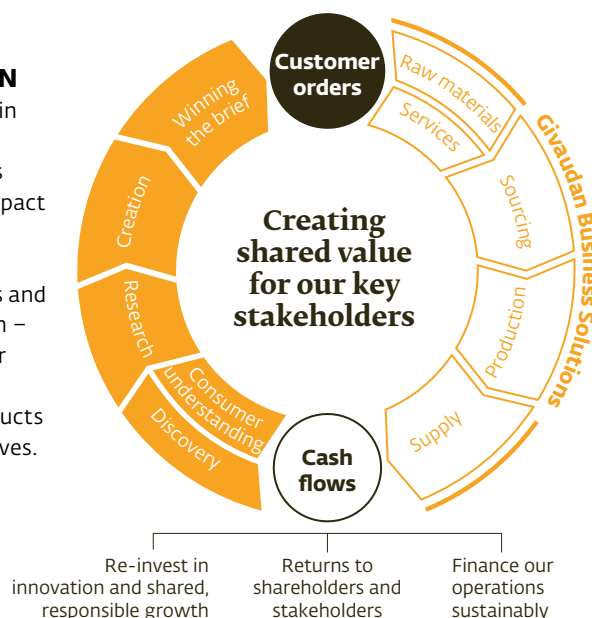 N
in
s
pact
s and
n –
r
ucts
ves.
Customer
orders
Winning
the brief
Creation
Research
Consumer
understanding
Discovery
Raw materials
Services
Sourcing
Production
Supply
Givaudan Business Solutions
Creating
shared value
for our key
stakeholders
Cash
flows
Re-invest in
innovation and shared,
responsible growth
Returns to
shareholders and
stakeholders
Finance our
operations
sustainably